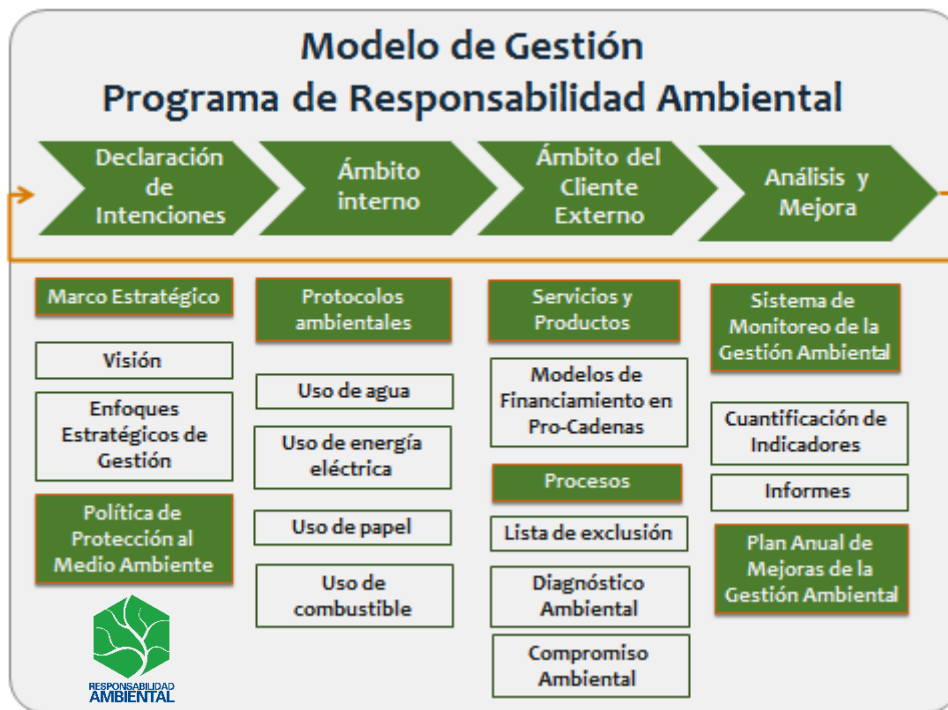 Modelo de Gestión
Programa de Responsabilidad Ambiental
Declaración
de
Intenciones
Ámbito
interno
Ámbito del
Cliente
Externo
Análisis y
Mejora
Marco Estratégico
Visión
Enfoques
Estratégicos de
Gestión
Política de
Protección al
Medio Ambiente
RESPONSABILIDAD
AMBIENTAL
Protocolos
ambientales
Uso de agua
Uso de energía
eléctrica
Uso de papel
Uso de
combustible
Servicios y
Productos
Modelos de
Financiamiento en
Pro-Cadenas
Procesos
Lista de exclusión
Diagnóstico
Ambiental
Compromiso
Ambiental
Sistema de
Monitoreo de la
Gestión Ambiental
Cuantificación de
Indicadores
Informes
Plan Anual de
Mejoras de la
Gestión Ambiental